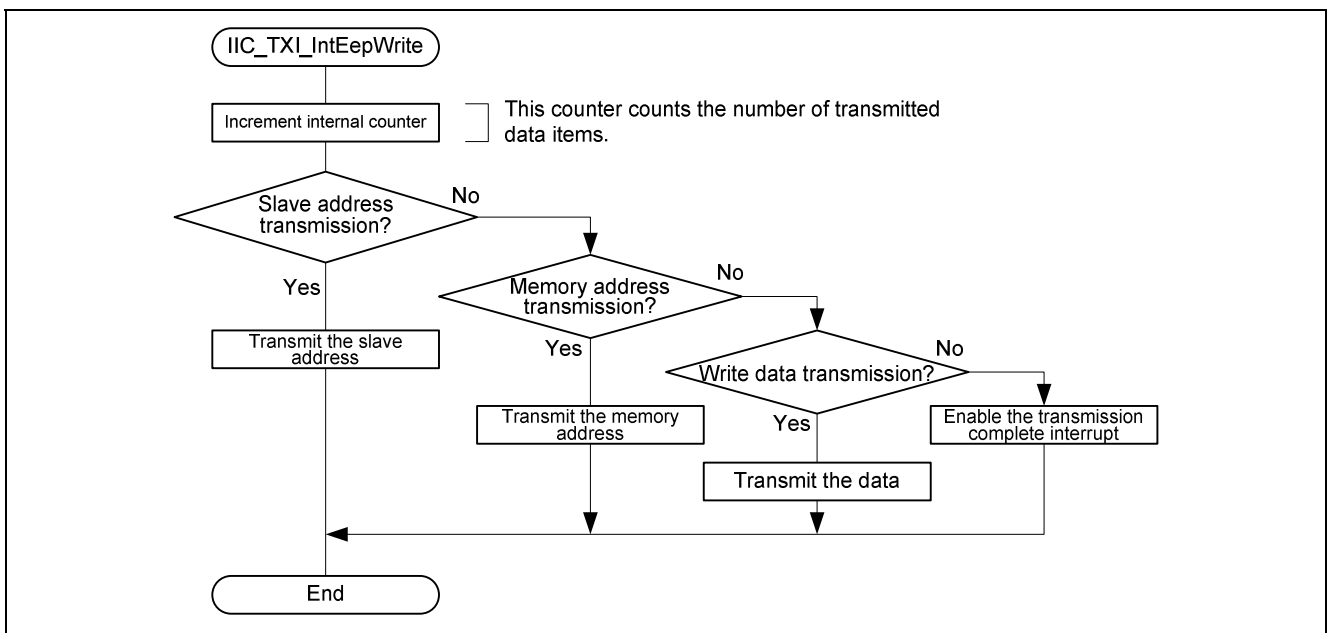 IIC_TXI_IntEepWrite
Increment internal counter
This counter counts the number of transmitted
data items.
Slave address
transmission?
No
Yes
Transmit the slave
address
Memory address
transmission?
No
Yes
Transmit the memory
address
Write data transmission?
No
Yes
Transmit the data
Enable the transmission
complete interrupt
End